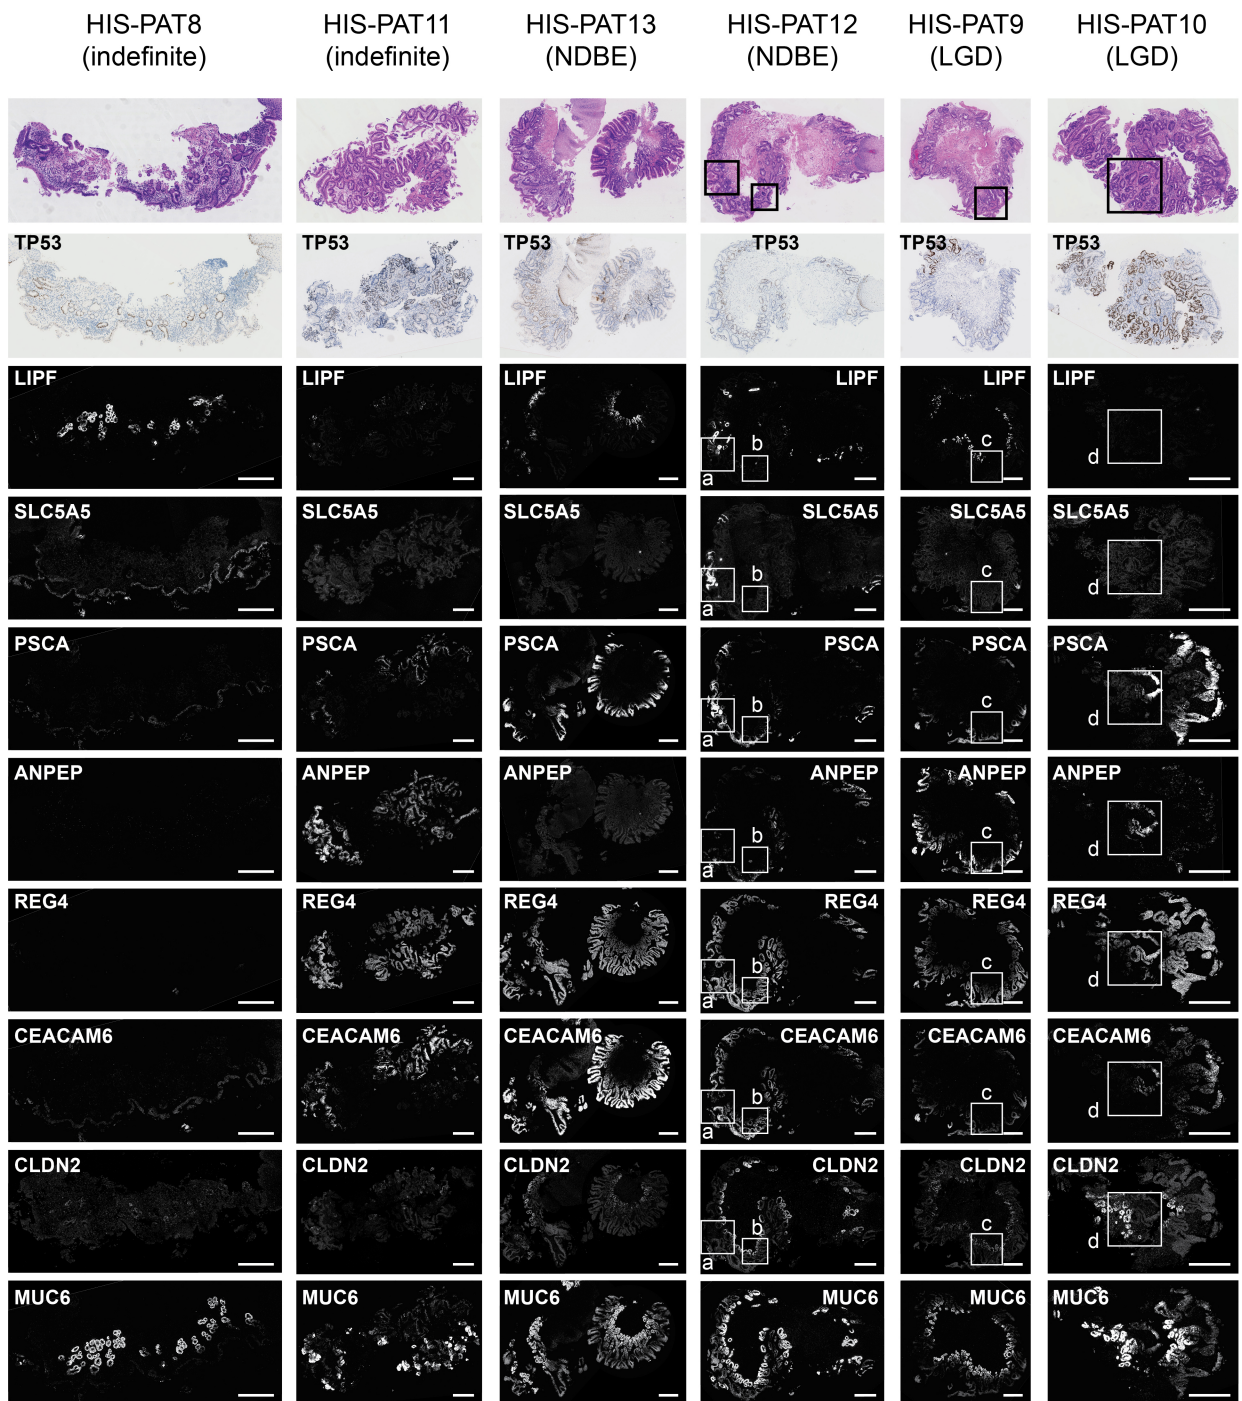 HIS-PAT8 HIS-PAT11 HIS-PAT13 HIS-PAT12 HIS-PAT9 HIS-PAT10
(indefinite) (indefinite) (NDBE) (NDBE) (LGD) (LGD)
TP53 TP53 TP53 TP53 TP53 TP53
LIPF LIPF LIPF LIPF LIPF LIPF
a b c d
SLC5A5 SLC5A5 SLC5A5 SLC5A5 SLC5A5 SLC5A5
a b c d
PSCA PSCA PSCA PSCA PSCA PSCA
a b c d
ANPEP ANPEP ANPEP ANPEP ANPEP ANPEP
a b c d
REG4 REG4 REG4 REG4 REG4 REG4
a b c d
CEACAM6 CEACAM6 CEACAM6 CEACAM6 CEACAM6 CEACAM6
a b c d
CLDN2 CLDN2 CLDN2 CLDN2 CLDN2 CLDN2
a b c d
MUC6 MUC6 MUC6 MUC6 MUC6 MUC6